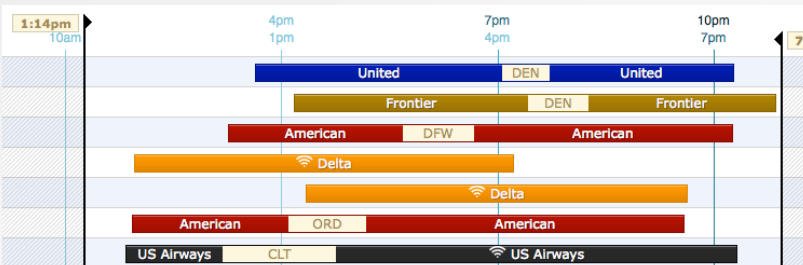 4pm 7pm 10pm
1:14pm 7
10am 1pm 4pm 7pm
United DEN United
Frontier DEN Frontier
American DFW American
Delta
Delta
American ORD American
US Airways CLT US Airways